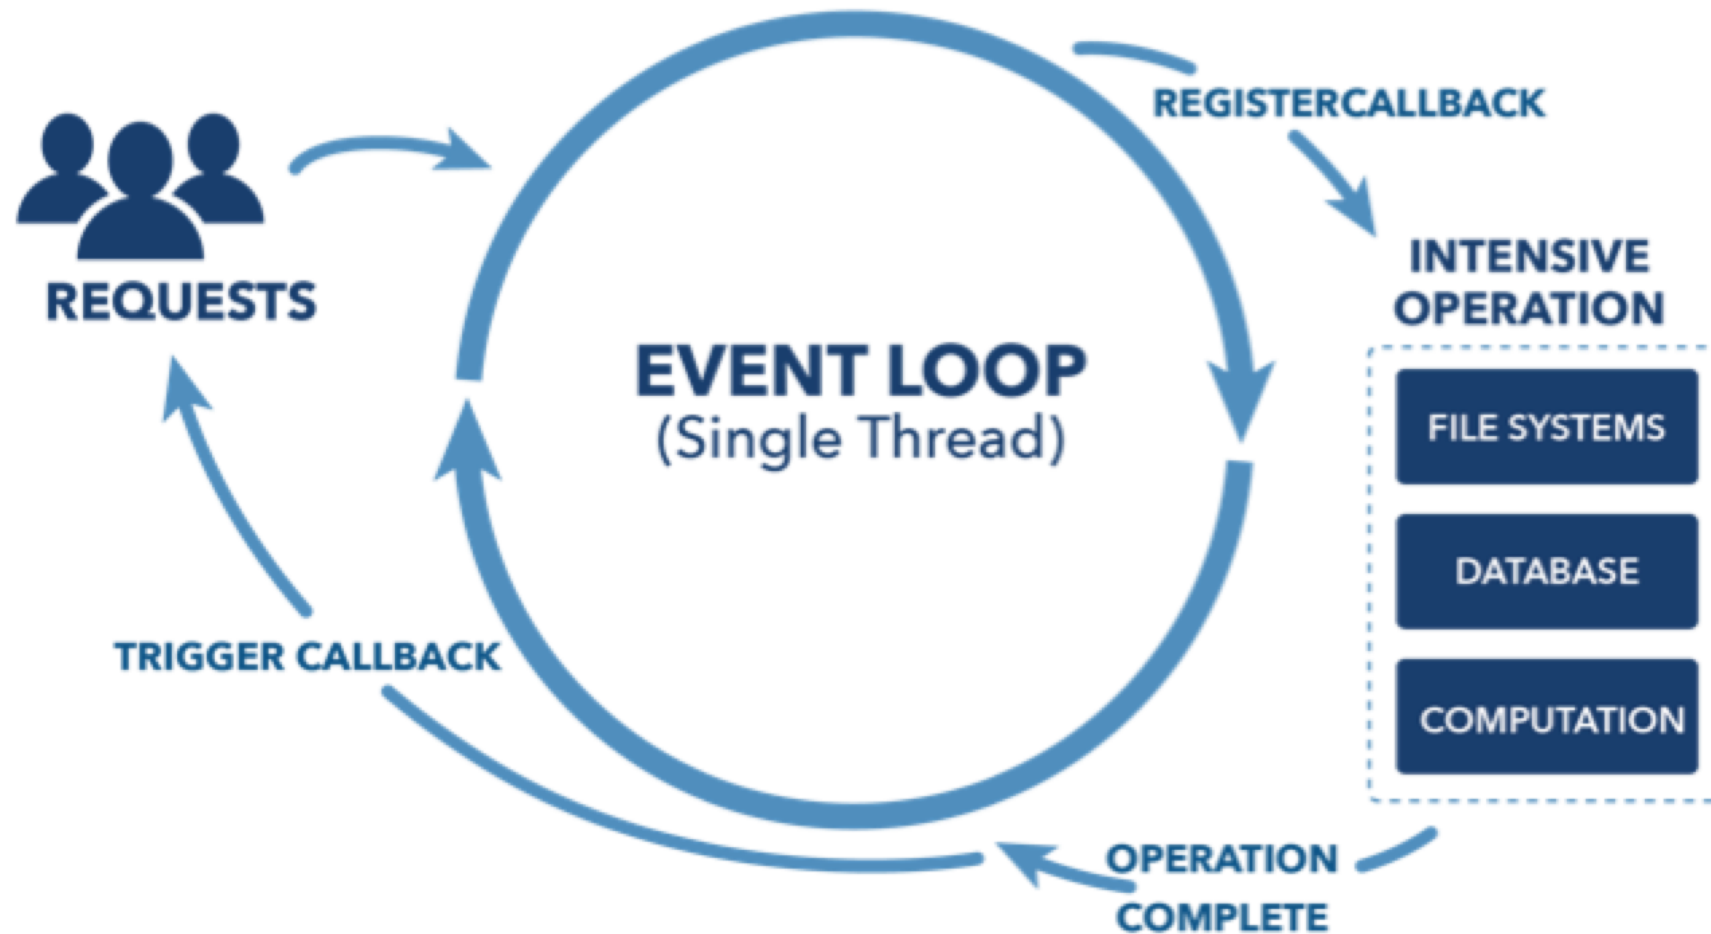 REGISTERCALLBACK
REQUESTS
EVENT LOOP
(Single Thread)
INTENSIVE
OPERATION
FILE SYSTEMS
DATABASE
COMPUTATION
TRIGGER CALLBACK
OPERATION
COMPLETE